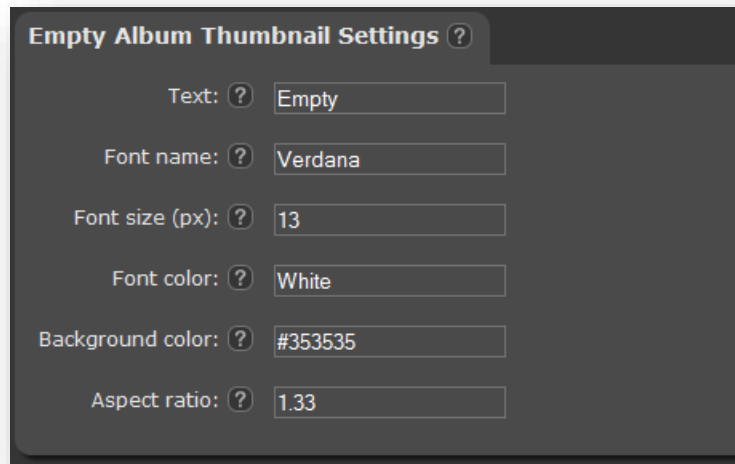 Empty Album Thumbnail Settings ?
Text: ? Empty
Font name: ? Verdana
Font size (px): ? 13
Font color: ? White
Background color: ? #353535
Aspect ratio: ? 1.33